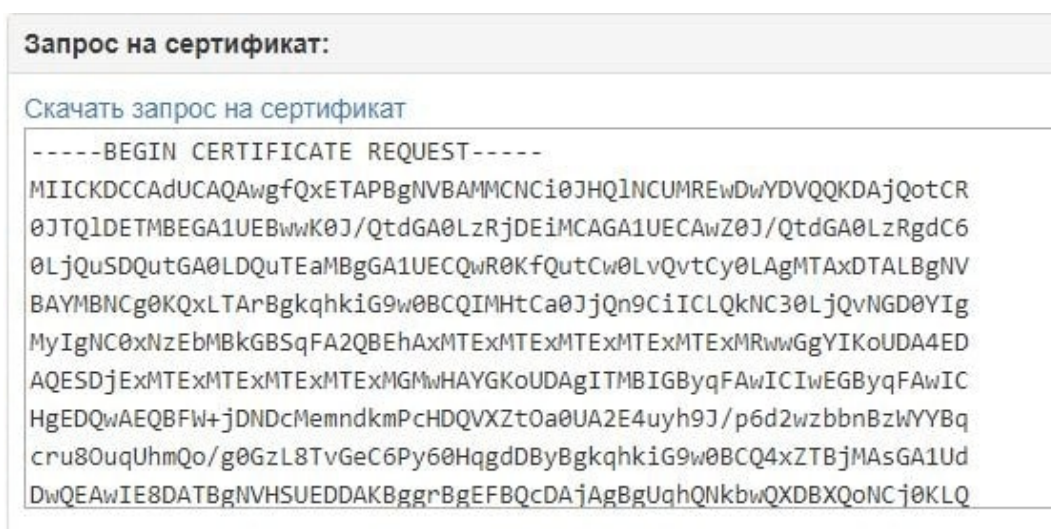 Запрос на сертификат:
Скачать запрос на сертификат
-----BEGIN CERTIFICATE REQUEST-----
MIICKDCCAdUCAQAwgfQxETAPBgNVBAMMCNCi0JHQlNCUMREwDwYDVQQKDAjQotCR
0JTQlDETMBEGA1UEBwwK0J/QtdGA0LzRjDEiMCAGA1UECAwZ0J/QtdGA0LzRgdC6
0LjQuSDQutGA0LDQuTEaMBgGA1UECQwR0KfQutCw0LvQvtCy0LAgMTAxDTALBgNV
BAYMBNCg0KQxLTArBgkqhkiG9w0BCQIMHtCa0JjQn9CiICLQkNC30LjQvNGD0YIg
MyIgNC0xNzEbMBkGBSqFA2QBEhAxMTExMTExMTExMTExMTExMRwwGgYIKoUDA4ED
AQESDjExMTExMTExMTExMTExMGMwHAYGKoUDAgITMBIGByqFAwICIwEGByqFAwIC
HgEDQwAEQBFW+jDNDcMemndkmPcHDQVXZtOa0UA2E4uyh9J/p6d2wzbbnBzWYYBq
cru8OuqUhmQo/g0GzL8TvGeC6Py60HqgdDByBgkqhkiG9w0BCQ4xZTBjMAsGA1Ud
DwQEAwIE8DATBgNVHSUEDDAKBggrBgEFBQcDAjAgBgUqhQNkbwQXDBXQoNCj0KLQ